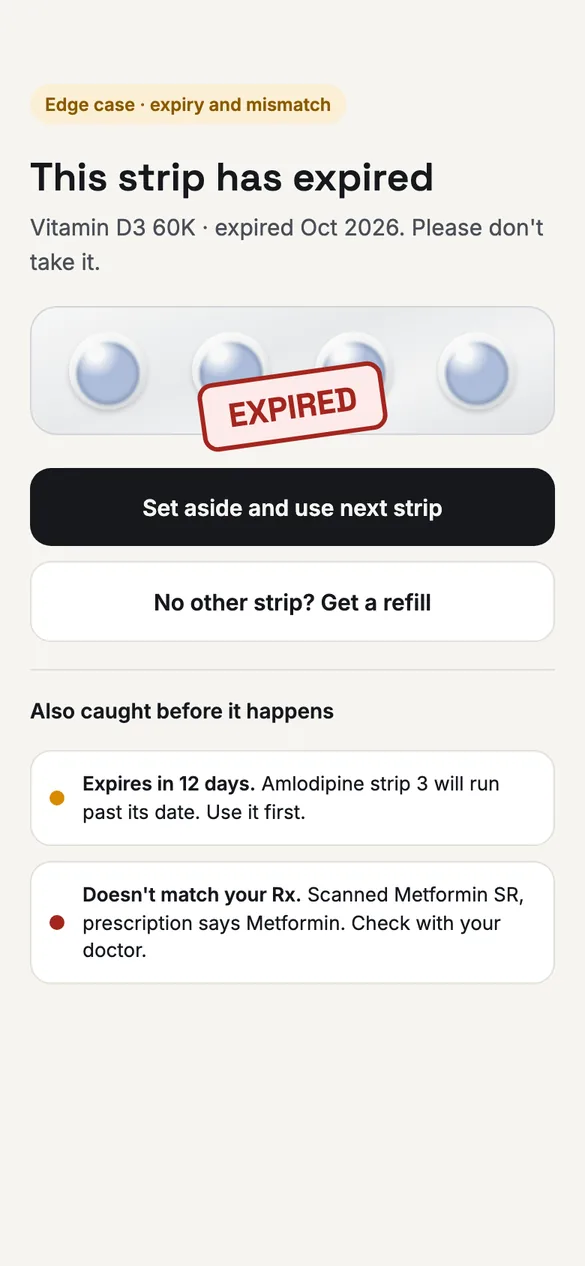 Edge case · expiry and mismatch
This strip has expired
Vitamin D3 60K · expired Oct 2026. Please don't
take it.
EXPIRED
Set aside and use next strip
No other strip? Get a refill
Also caught before it happens
Expires in 12 days. Amlodipine strip 3 will run
past its date. Use it first.
Doesn't match your Rx. Scanned Metformin SR,
prescription says Metformin. Check with your
doctor.